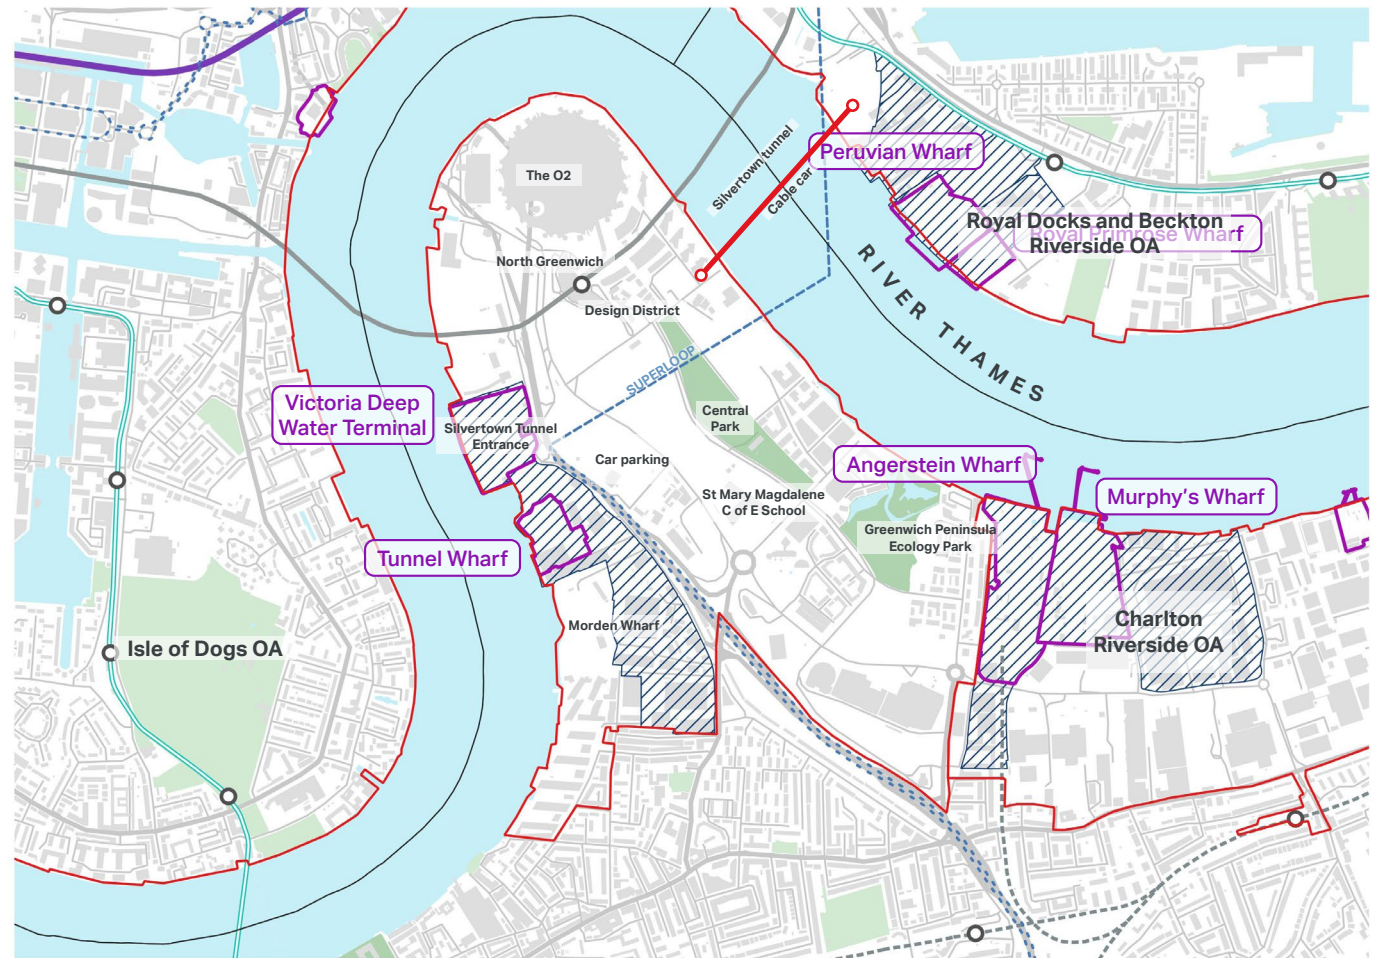 Silvertown tunnel
Cable car
Peruvian Wharf
The O2
Royal Docks and Beckton
Riverside OA
Royal Primrose Wharf
North Greenwich
Design District
RIVER THAMES
SUPERLOOP
Victoria Deep
Water Terminal
Central
Park
Silvertown Tunnel
Entrance
Car parking
Angerstein Wharf
Murphy's Wharf
St Mary Magdalene
C of E School
Greenwich Peninsula
Ecology Park
Tunnel Wharf
Morden Wharf
Charlton
Riverside OA
Isle of Dogs OA